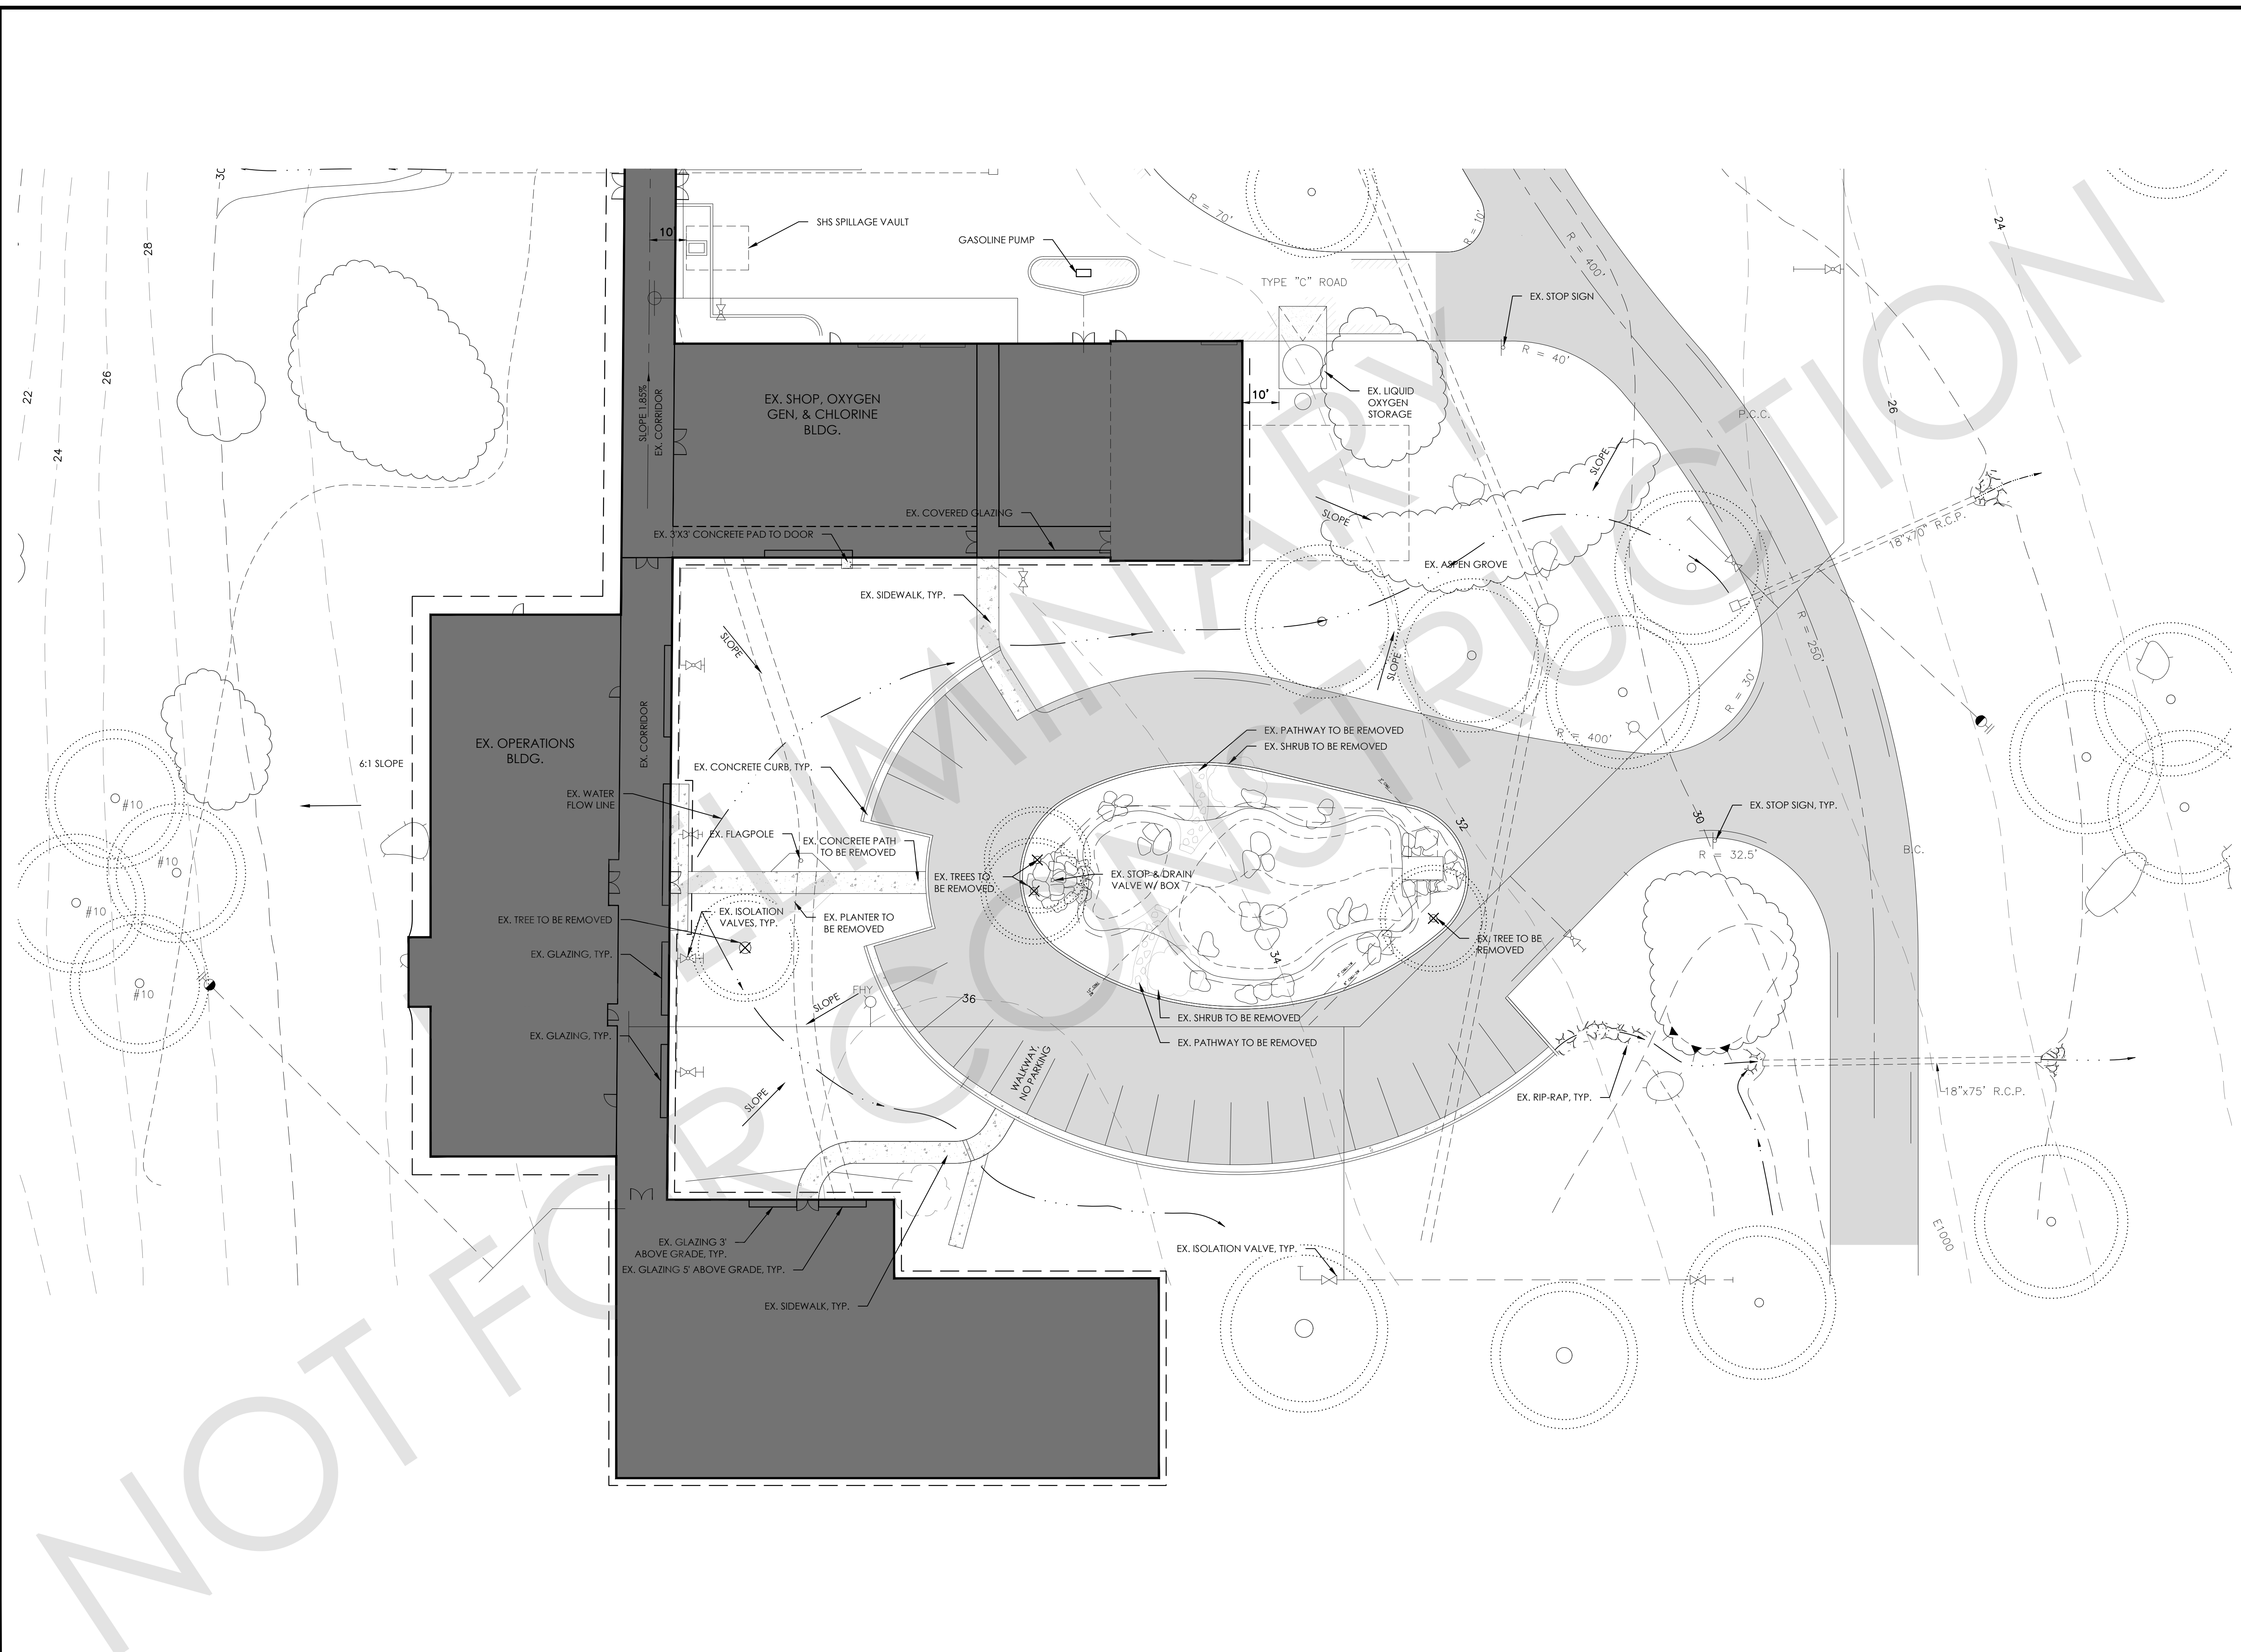 30
28
26
24
22
10'
SHS SPILLAGE VAULT
GASOLINE PUMP
R = 70'
R = 10'
R = 400'
24
TYPE "C" ROAD
EX. STOP SIGN
R = 40'
SLOPE 1.85%
EX. CORRIDOR
EX. SHOP, OXYGEN
GEN, & CHLORINE
BLDG.
10'
EX. LIQUID
OXYGEN
STORAGE
P.C.C.
26
SLOPE
SLOPE
EX. COVERED GLAZING
EX. 3'X3' CONCRETE PAD TO DOOR
18"x70" R.C.P.
EX. ASPEN GROVE
EX. SIDEWALK, TYP.
SLOPE
SLOPE
R = 250'
R = 30'
EX. OPERATIONS
BLDG.
EX. CORRIDOR
6:1 SLOPE
EX. CONCRETE CURB, TYP.
EX. PATHWAY TO BE REMOVED
EX. SHRUB TO BE REMOVED
R = 400'
EX. WATER
FLOW LINE
EX. FLAGPOLE
EX. CONCRETE PATH
TO BE REMOVED
32
30
EX. STOP SIGN, TYP.
R = 32.5'
B.C.
#10
#10
#10
#10
EX. TREES TO
BE REMOVED
EX. STOP & DRAIN
VALVE W/ BOX
EX. TREE TO BE REMOVED
EX. ISOLATION
VALVES, TYP.
EX. PLANTER TO
BE REMOVED
EX. GLAZING, TYP.
34
EX. TREE TO BE
REMOVED
FHY
SLOPE
36
EX. SHRUB TO BE REMOVED
EX. GLAZING, TYP.
EX. PATHWAY TO BE REMOVED
WALKWAY.
NO PARKING
SLOPE
EX. RIP-RAP, TYP.
18"x75' R.C.P.
E1000
EX. GLAZING 3'
ABOVE GRADE, TYP.
EX. GLAZING 5' ABOVE GRADE, TYP.
EX. ISOLATION VALVE, TYP.
EX. SIDEWALK, TYP.
PRELIMINARY
NOT FOR CONSTRUCTION